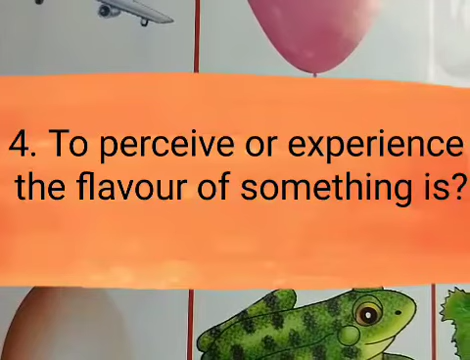 4. To perceive or experience
the flavour of something is?